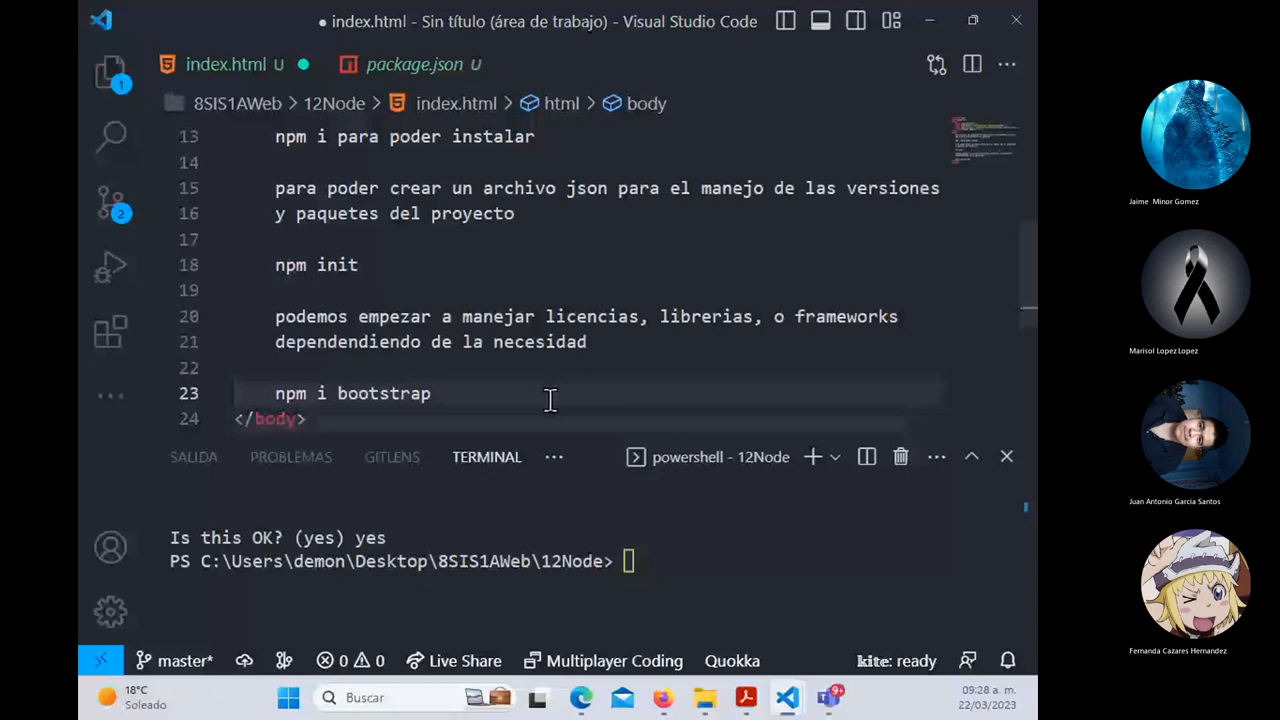 index.html - Sin título (área de trabajo) - Visual Studio Code
index.html U
package.json U
8SIS1AWeb > 12Node > index.html > html > body
13 npm i para poder instalar
14
15 para poder crear un archivo json para el manejo de las versiones
16 y paquetes del proyecto
17
18 npm init
19
20 podemos empezar a manejar licencias, librerias, o frameworks
21 dependendiendo de la necesidad
22
23 npm i bootstrap
24 </body>
1
2
SALIDA PROBLEMAS GITLENS TERMINAL ··· powershell - 12Node
Is this OK? (yes) yes
PS C:\Users\demon\Desktop\8SIS1AWeb\12Node>
master* 0 0 Live Share Multiplayer Coding Quokka kite: ready
18°C
Soleado
Buscar
9+
09:28 a. m.
22/03/2023
Jaime Minor Gomez
Marisol Lopez Lopez
Juan Antonio Garcia Santos
Fernanda Cazares Hernandez